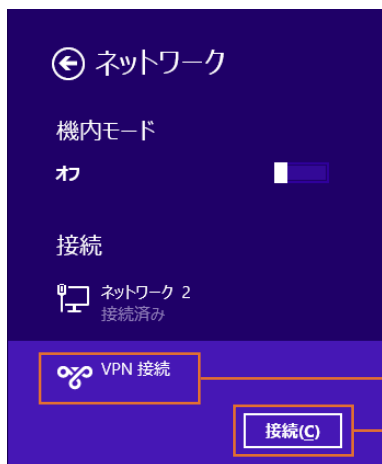 ネットワーク
機内モード
オフ
接続
ネットワーク 2
接続済み
VPN 接続
接続(C)